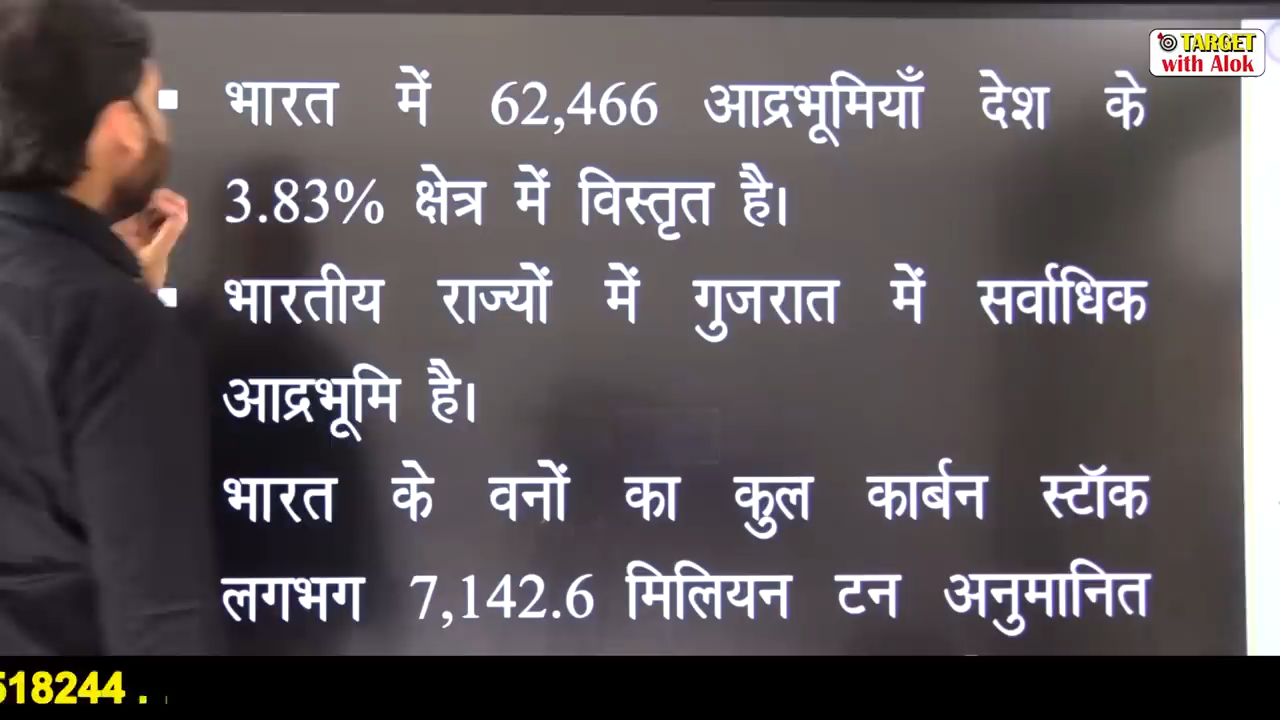 TARGET
with Alok
भारत में 62,466 आद्रभूमियाँ देश के
3.83% क्षेत्र में विस्तृत है।
भारतीय राज्यों में गुजरात में सर्वाधिक
आद्रभूमि है।
भारत के वनों का कुल कार्बन स्टॉक
लगभग 7,142.6 मिलियन टन अनुमानित
518244 .